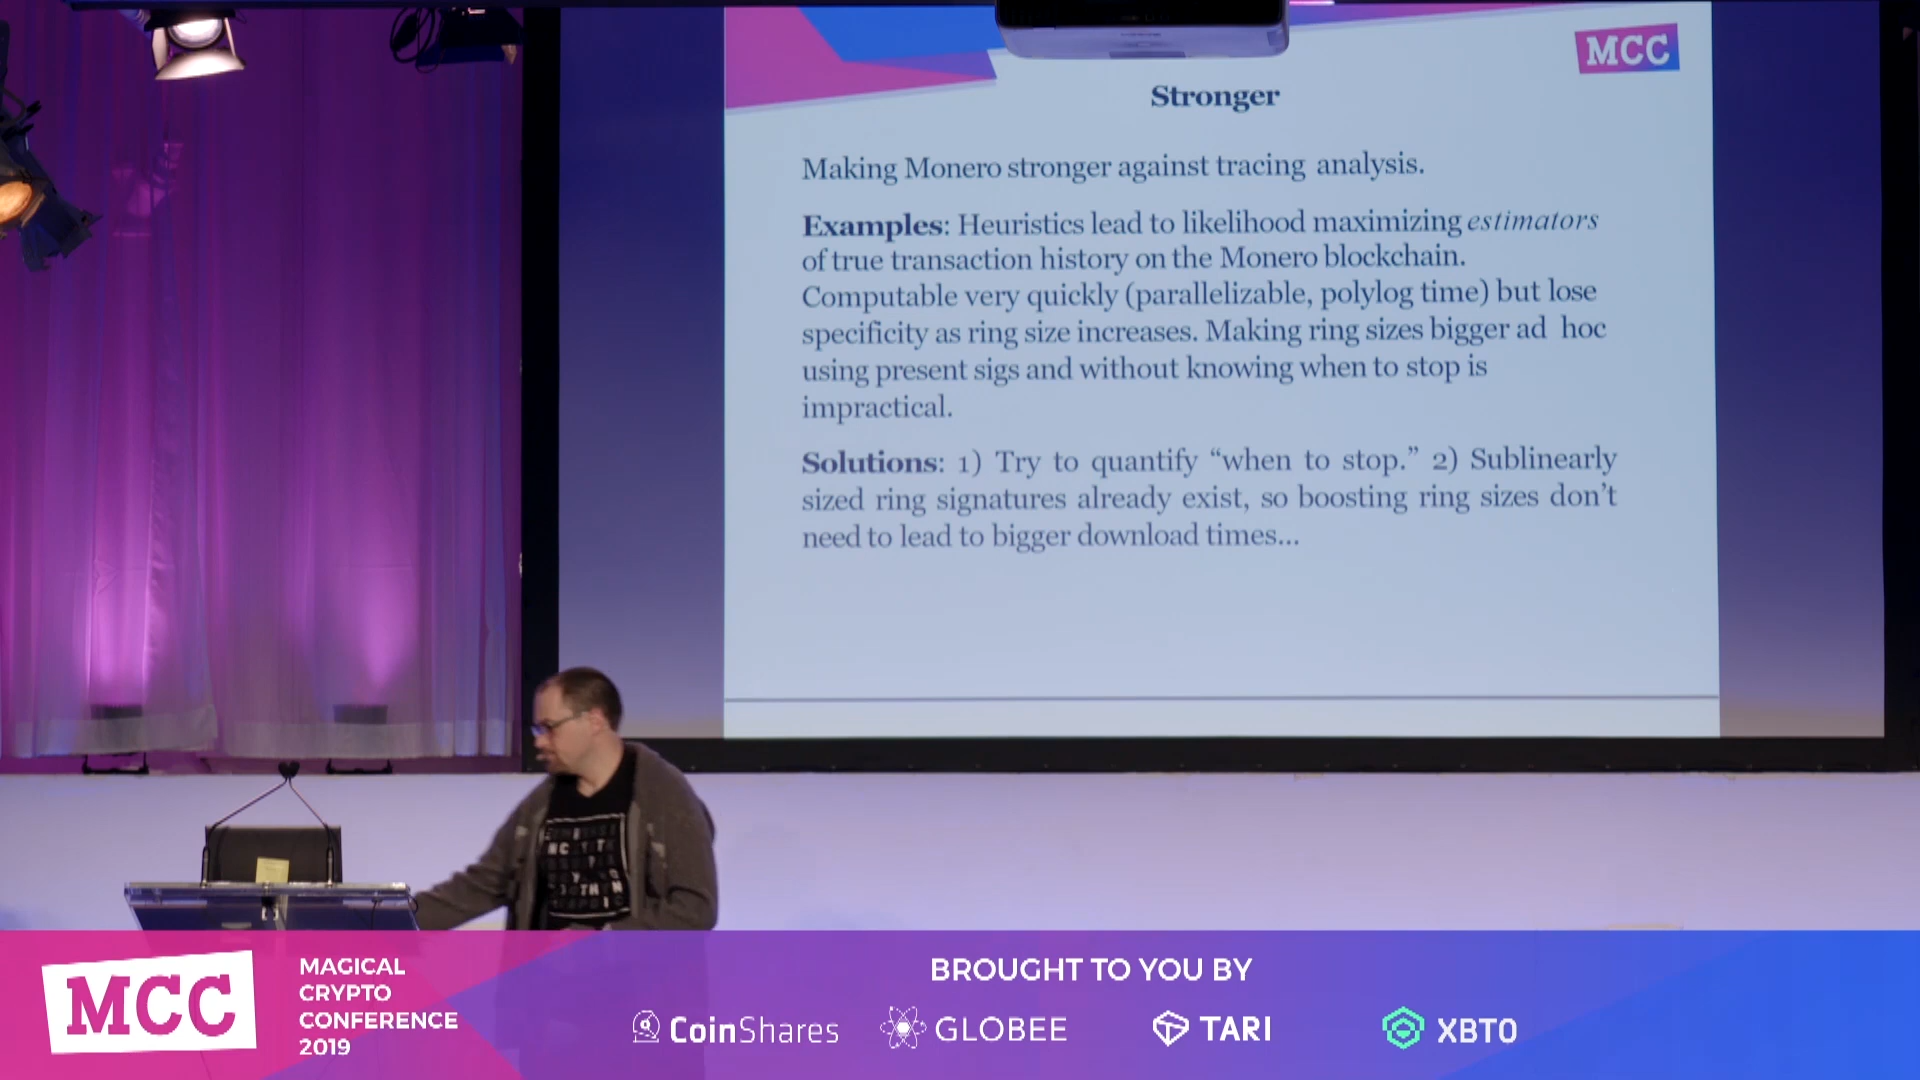 MCC
Stronger
Making Monero stronger against tracing analysis.
Examples: Heuristics lead to likelihood maximizing estimators
of true transaction history on the Monero blockchain.
Computable very quickly (parallelizable, polylog time) but lose
specificity as ring size increases. Making ring sizes bigger ad hoc
using present sigs and without knowing when to stop is
impractical.
Solutions: 1) Try to quantify “when to stop.” 2) Sublinearly
sized ring signatures already exist, so boosting ring sizes don’t
need to lead to bigger download times...
MCC
MAGICAL
CRYPTO
CONFERENCE
2019
BROUGHT TO YOU BY
CoinShares
GLOBEE
TARI
XBTO